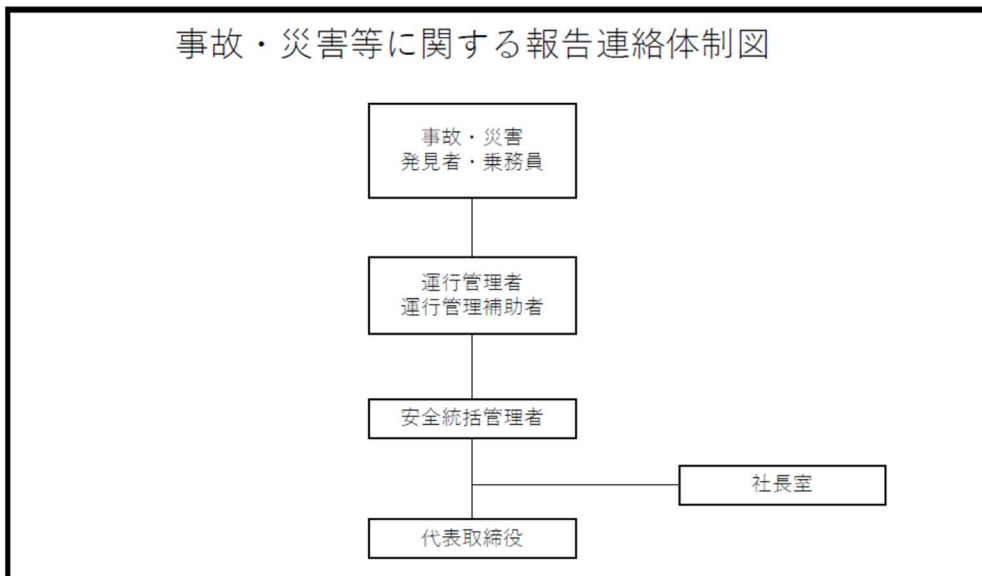 事故・災害等に関する報告連絡体制図
事故・災害
発見者・乗務員
運行管理者
運行管理補助者
安全統括管理者
社長室
代表取締役